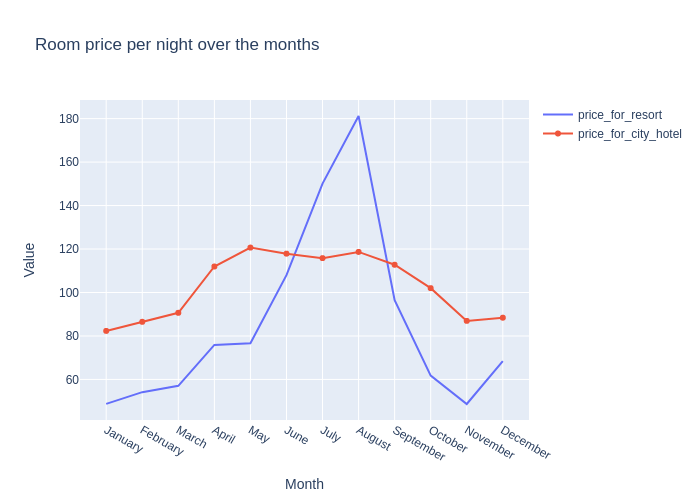 Room price per night over the months
price_for_resort
price_for_city_hotel
Value
180
160
140
120
100
80
60
January
February
March
April
May
June
July
August
September
October
November
December
Month